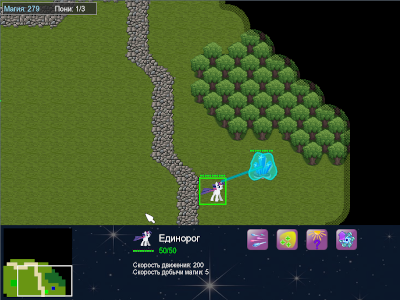 Магия: 279 Пони: 1/3
Единорог
50/50
Скорость движения: 200
Скорость добычи магии: 5